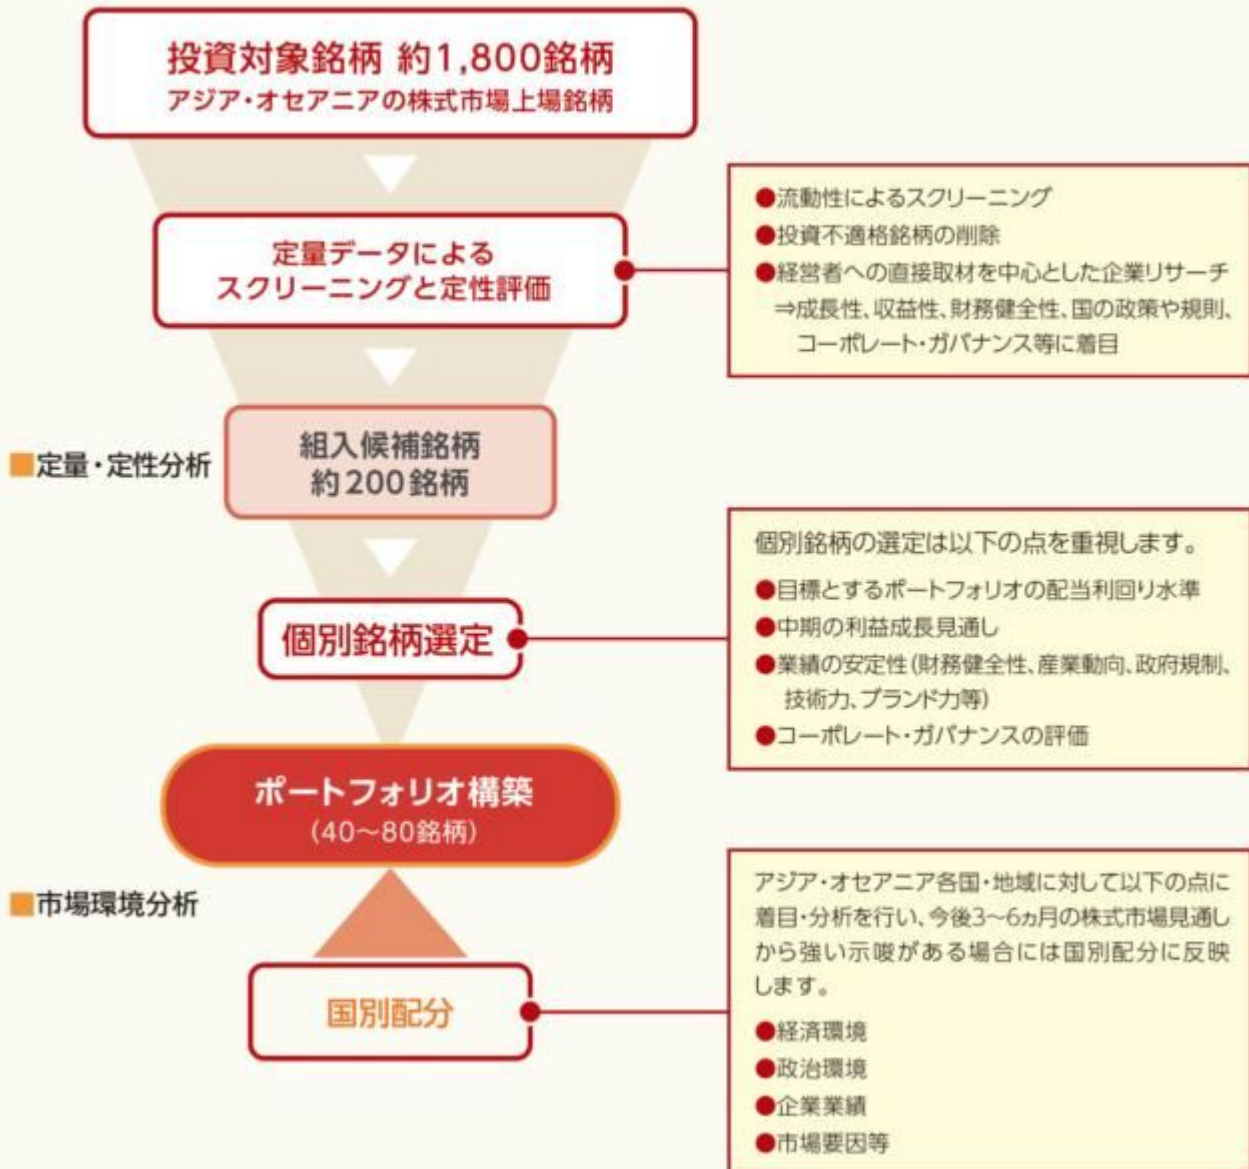 投資対象銘柄 約1,800銘柄
アジア・オセアニアの株式市場上場銘柄
定量データによる
スクリーニングと定性評価
●流動性によるスクリーニング
●投資不適格銘柄の削除
●経営者への直接取材を中心とした企業リサーチ
⇒成長性、収益性、財務健全性、国の政策や規則、
コーポレート・ガバナンス等に着目
■定量・定性分析
組入候補銘柄
約200銘柄
個別銘柄選定
個別銘柄の選定は以下の点を重視します。
●目標とするポートフォリオの配当利回り水準
●中期の利益成長見通し
●業績の安定性(財務健全性、産業動向、政府規制、
技術力、ブランド力等)
●コーポレート・ガバナンスの評価
ポートフォリオ構築
(40〜80銘柄)
■市場環境分析
国別配分
アジア・オセアニア各国・地域に対して以下の点に
着目・分析を行い、今後3〜6ヵ月の株式市場見通し
から強い示唆がある場合には国別配分に反映
します。
●経済環境
●政治環境
●企業業績
●市場要因等